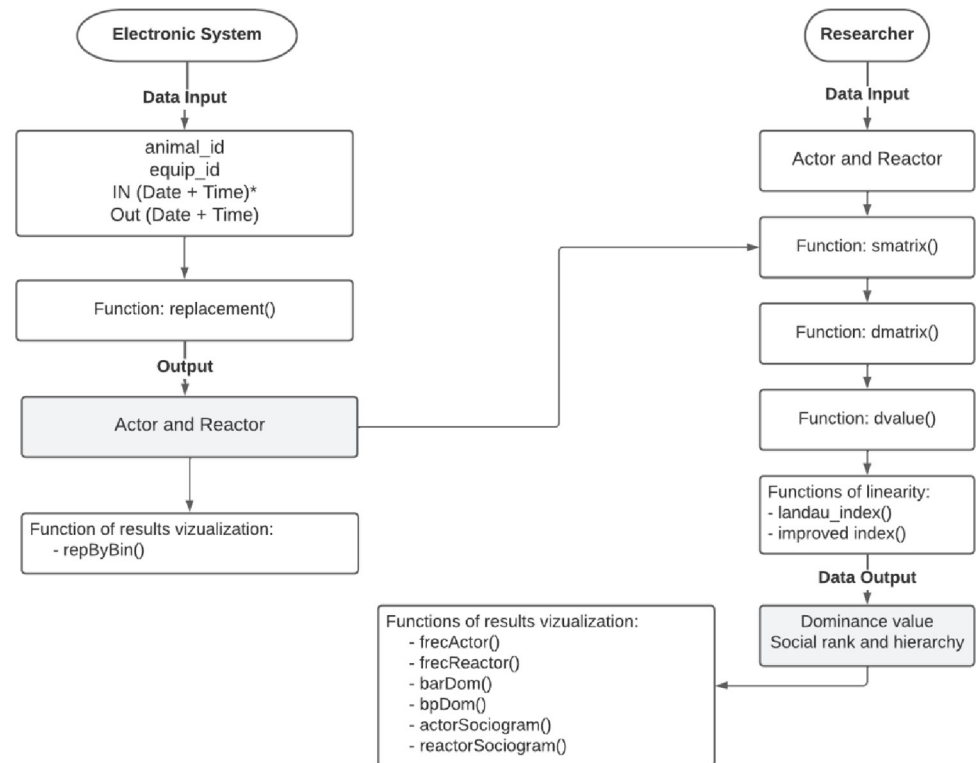 Electronic System
Data Input
animal_id
equip_id
IN (Date + Time)*
Out (Date + Time)
Function: replacement()
Output
Actor and Reactor
Function of results vizualization:
- repByBin()
Researcher
Data Input
Actor and Reactor
Function: smatrix()
Function: dmatrix()
Function: dvalue()
Functions of linearity:
- landau_index()
- improved index()
Data Output
Dominance value
Social rank and hierarchy
Functions of results vizualization:
- frecActor()
- frecReactor()
- barDom()
- bpDom()
- actorSociogram()
- reactorSociogram()